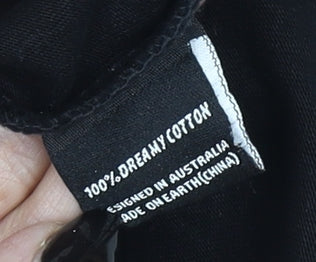 100% DREAMY COTTON
ESIGNED IN AUSTRALIA
ADE ON EARTH (CHINA)